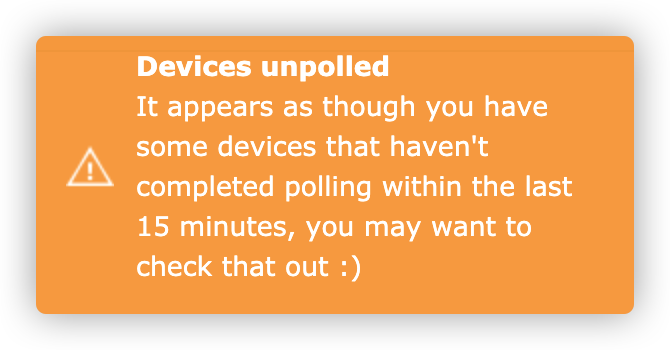 Devices unpolled
It appears as though you have
some devices that haven't
completed polling within the last
15 minutes, you may want to
check that out :)